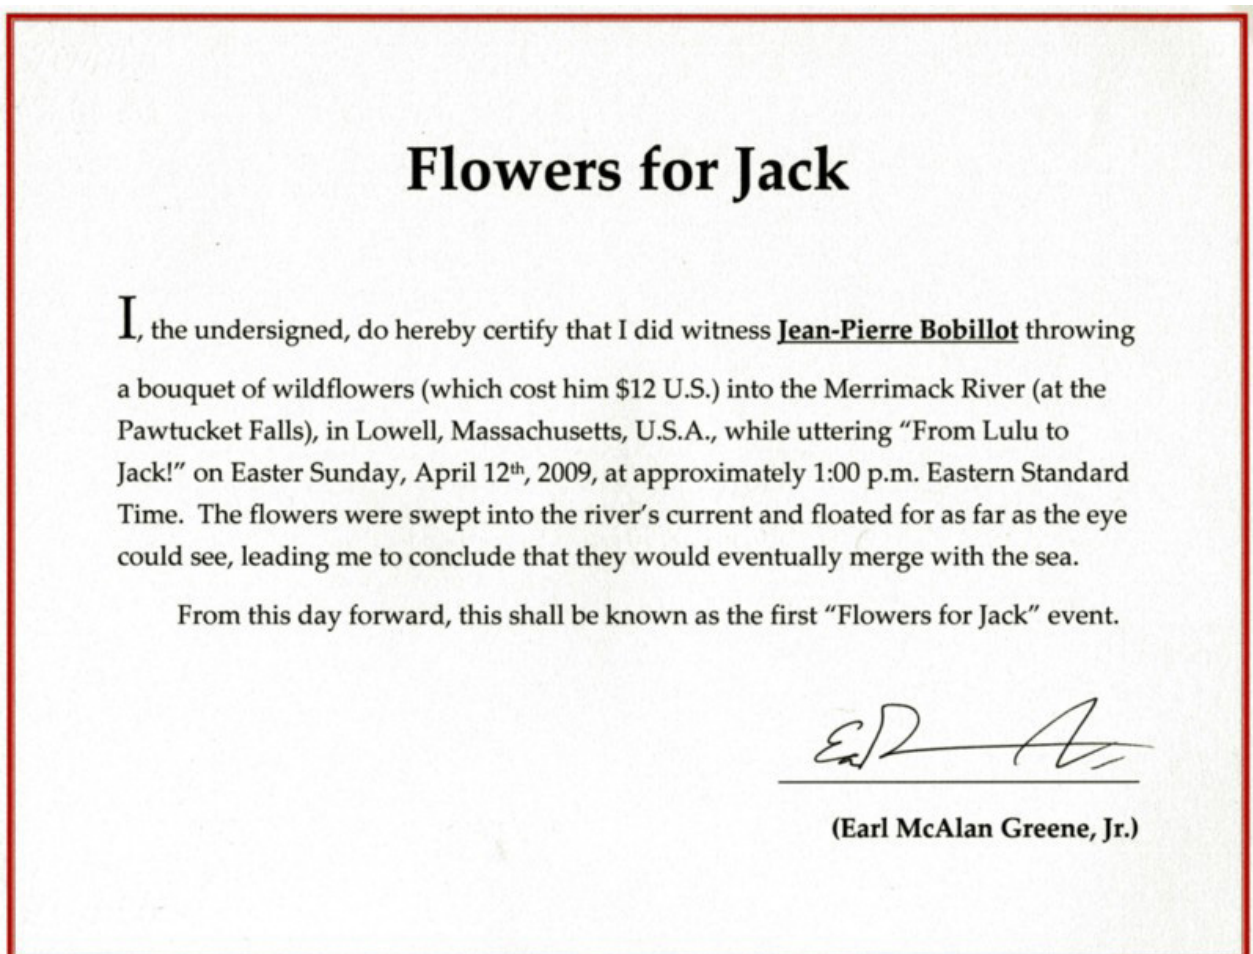 Flowers for Jack
I, the undersigned, do hereby certify that I did witness Jean-Pierre Bobillot throwing
a bouquet of wildflowers (which cost him $12 U.S.) into the Merrimack River (at the
Pawtucket Falls), in Lowell, Massachusetts, U.S.A., while uttering “From Lulu to
Jack!” on Easter Sunday, April 12th, 2009, at approximately 1:00 p.m. Eastern Standard
Time.  The flowers were swept into the river’s current and floated for as far as the eye
could see, leading me to conclude that they would eventually merge with the sea.
From this day forward, this shall be known as the first “Flowers for Jack” event.
(Earl McAlan Greene, Jr.)